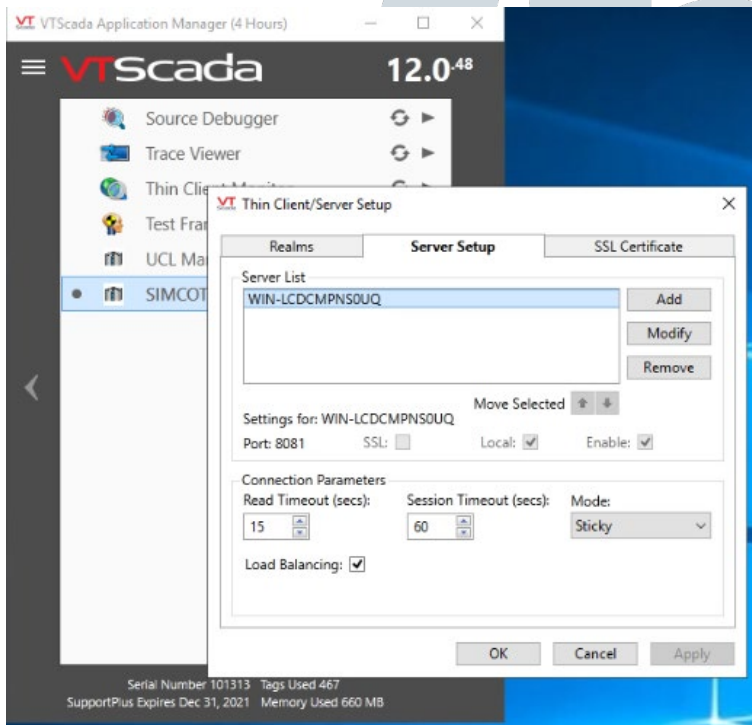 VTScada Application Manager (4 Hours)
VTScada 12.0.48
Source Debugger
Trace Viewer
Thin Client Monitor
Test Fra
UCL Ma
SIMCOT
Thin Client/Server Setup
Realms Server Setup SSL Certificate
Server List
WIN-LCDCMPNS0UQ
Add
Modify
Remove
Move Selected
Settings for: WIN-LCDCMPNS0UQ
Port: 8081 SSL: Local: Enable:
Connection Parameters
Read Timeout (secs): Session Timeout (secs): Mode:
15 60 Sticky
Load Balancing:
OK Cancel Apply
Serial Number 101313 Tags Used 467
SupportPlus Expires Dec 31, 2021 Memory Used 660 MB